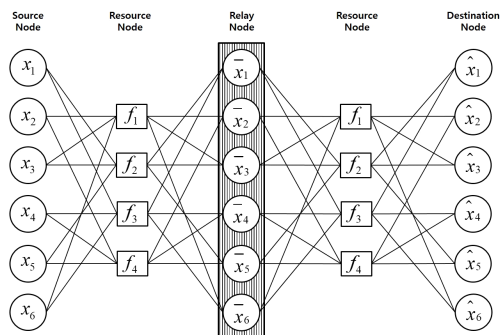 Source Node Resource Node Relay Node Resource Node Destination Node
x₁ x̄₁ x̂₁
x₂ f₁ x̄₂ f₁ x̂₂
x₃ f₂ x̄₃ f₂ x̂₃
x₄ f₃ x̄₄ f₃ x̂₄
x₅ f₄ x̄₅ f₄ x̂₅
x₆ x̄₆ x̂₆